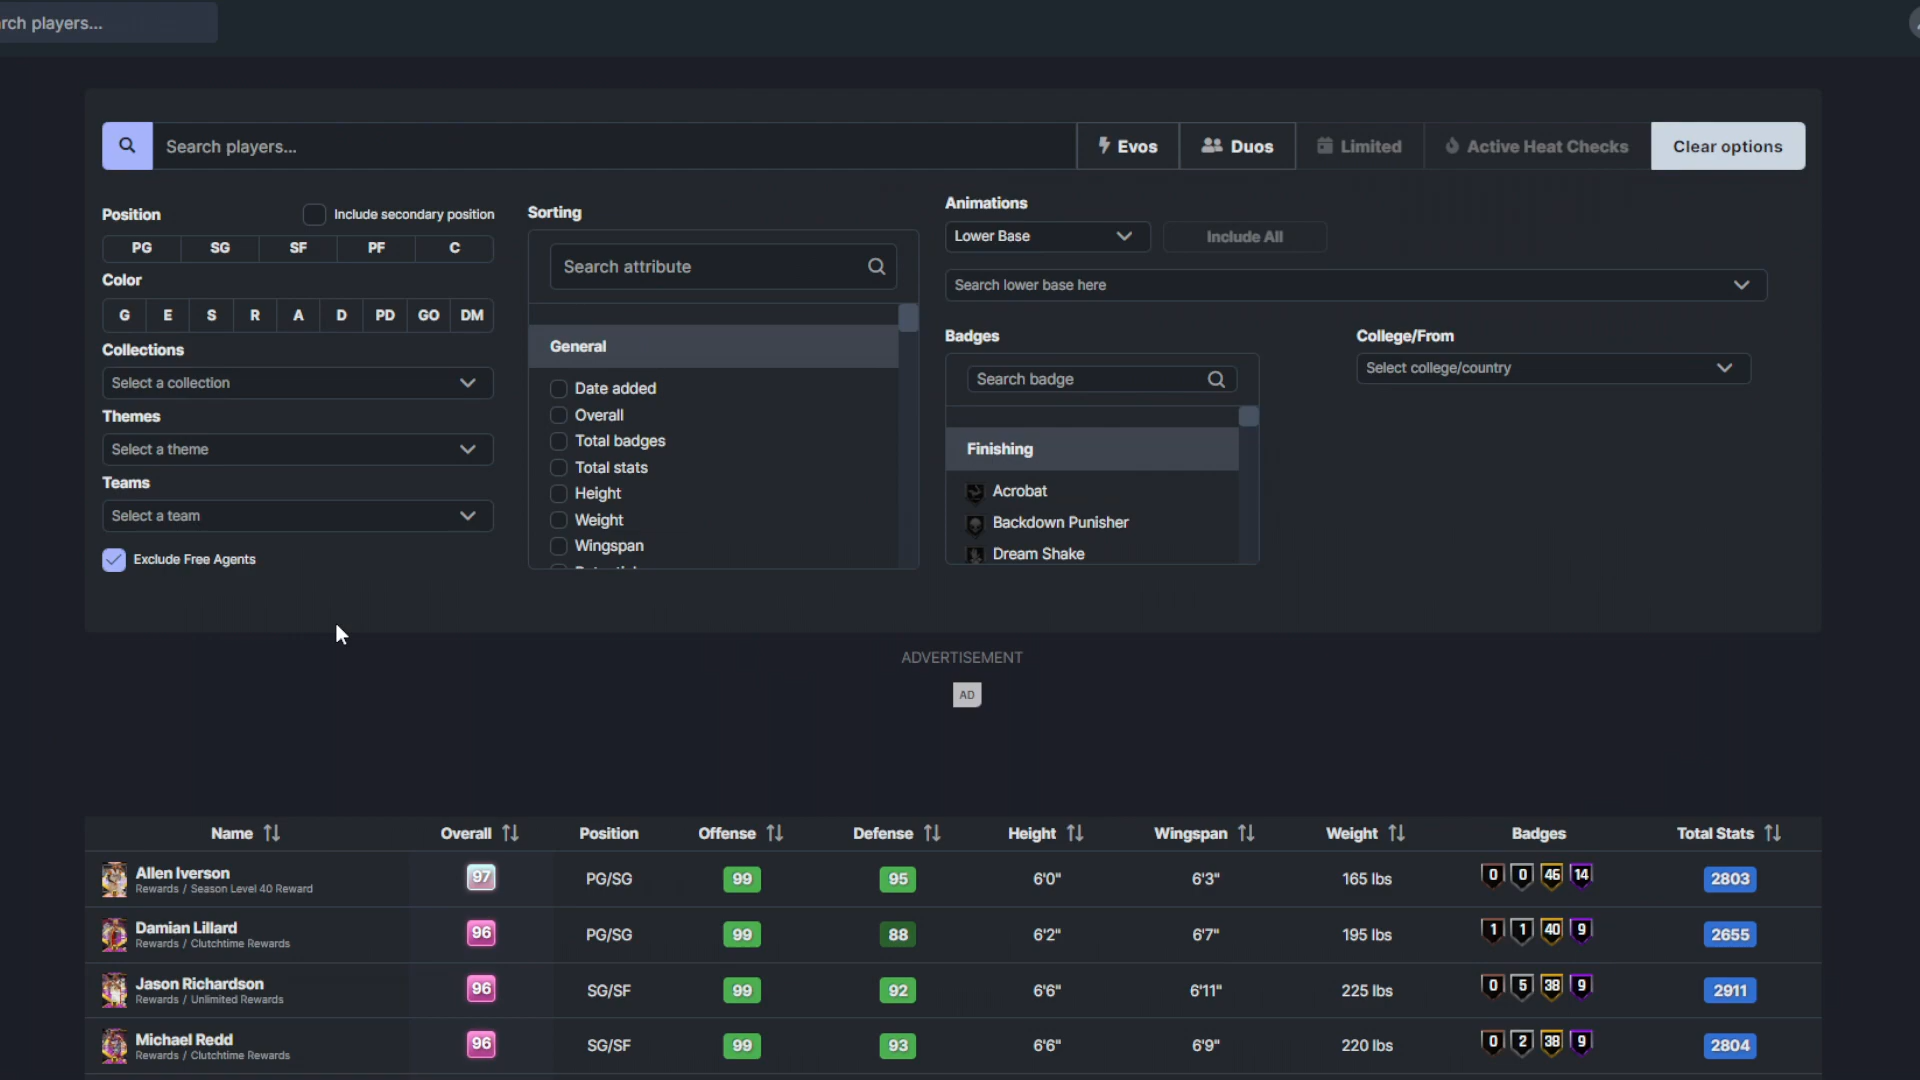 rch players...
Search players...
Evos
Duos
Limited
Active Heat Checks
Clear options
Position
Include secondary position
PG SG SF PF C
Color
G E S R A D PD GO DM
Collections
Select a collection
Themes
Select a theme
Teams
Select a team
Exclude Free Agents
Sorting
Search attribute
General
Date added
Overall
Total badges
Total stats
Height
Weight
Wingspan
Animations
Lower Base
Include All
Search lower base here
Badges
Search badge
Finishing
Acrobat
Backdown Punisher
Dream Shake
College/From
Select college/country
ADVERTISEMENT
AD
Name Overall Position Offense Defense Height Wingspan Weight Badges Total Stats
Allen Iverson 97 PG/SG 99 95 6'0" 6'3" 165 lbs 0 0 46 14 2803
Rewards / Season Level 40 Reward
Damian Lillard 96 PG/SG 99 88 6'2" 6'7" 195 lbs 1 1 40 9 2655
Rewards / Clutchtime Rewards
Jason Richardson 96 SG/SF 99 92 6'6" 6'11" 225 lbs 0 5 38 9 2911
Rewards / Unlimited Rewards
Michael Redd 96 SG/SF 99 93 6'6" 6'9" 220 lbs 0 2 38 9 2804
Rewards / Clutchtime Rewards